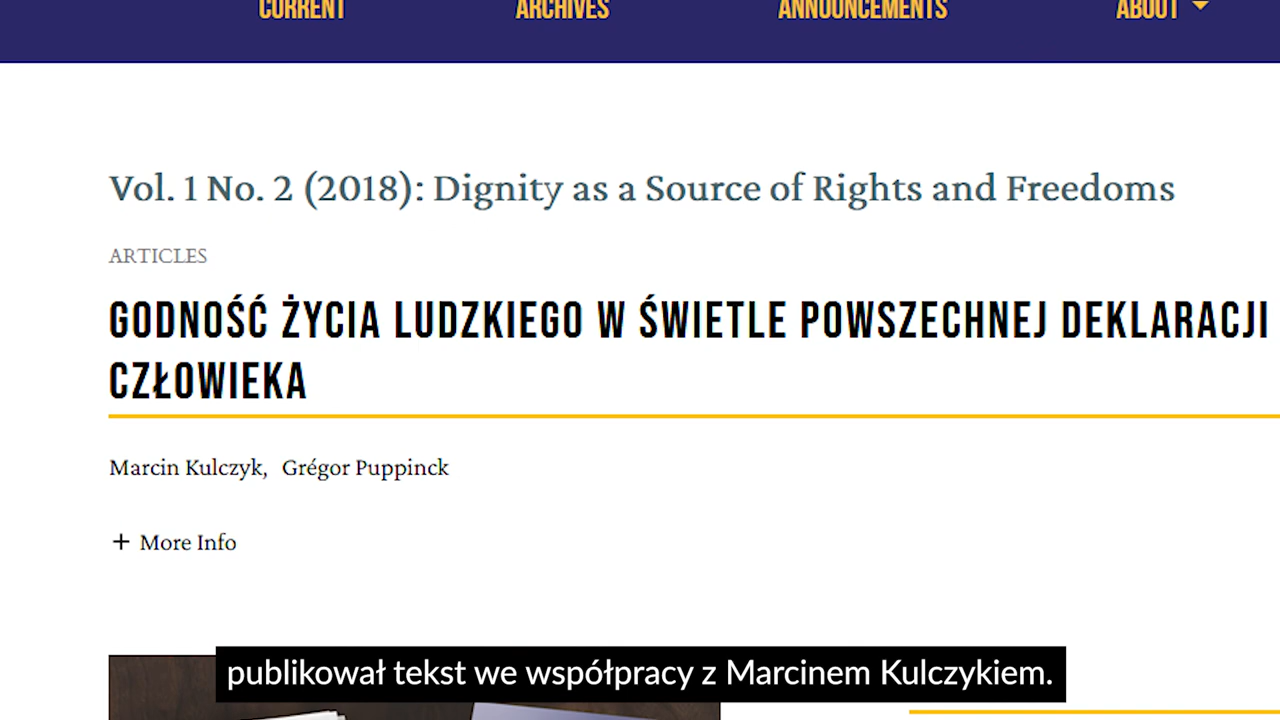 CURRENT ARCHIVES ANNOUNCEMENTS ABOUT
Vol. 1 No. 2 (2018): Dignity as a Source of Rights and Freedoms
ARTICLES
GODNOŚĆ ŻYCIA LUDZKIEGO W ŚWIETLE POWSZECHNEJ DEKLARACJI
CZŁOWIEKA
Marcin Kulczyk, Grégor Puppinck
+ More Info
publikował tekst we współpracy z Marcinem Kulczykiem.